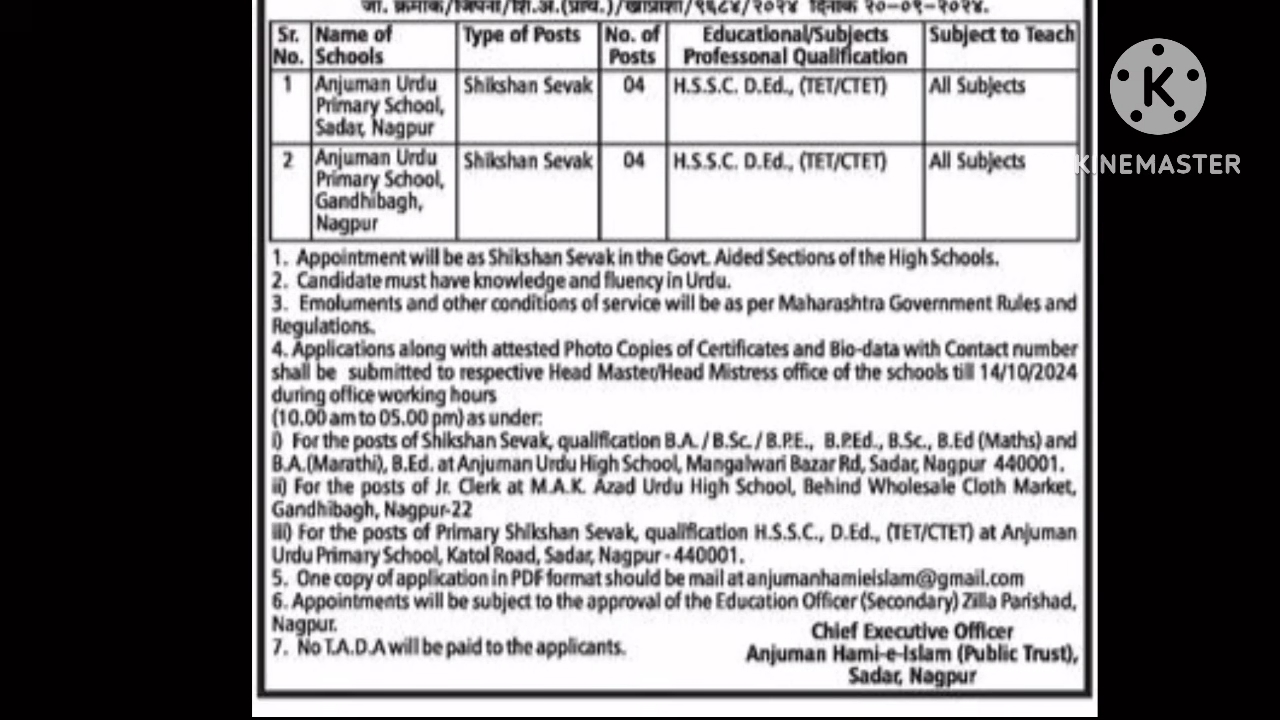 जा. क्रमांक/जिपना/शि.अ.(प्राथ.)/खाप्राशा/९६८४/२०२४ दिनांक २०-०९-२०२४.
Sr. No. Name of Schools Type of Posts No. of Posts Educational/Subjects Professonal Qualification Subject to Teach
1 Anjuman Urdu Primary School, Sadar, Nagpur Shikshan Sevak 04 H.S.S.C. D.Ed., (TET/CTET) All Subjects
2 Anjuman Urdu Primary School, Gandhibagh, Nagpur Shikshan Sevak 04 H.S.S.C. D.Ed., (TET/CTET) All Subjects
1. Appointment will be as Shikshan Sevak in the Govt. Aided Sections of the High Schools.
2. Candidate must have knowledge and fluency in Urdu.
3. Emoluments and other conditions of service will be as per Maharashtra Government Rules and
Regulations.
4. Applications along with attested Photo Copies of Certificates and Bio-data with Contact number
shall be submitted to respective Head Master/Head Mistress office of the schools till 14/10/2024
during office working hours
(10.00 am to 05.00 pm) as under:
i) For the posts of Shikshan Sevak, qualification B.A. / B.Sc. / B.P.E., B.P.Ed., B.Sc., B.Ed (Maths) and
B.A.(Marathi), B.Ed. at Anjuman Urdu High School, Mangalwari Bazar Rd, Sadar, Nagpur 440001.
ii) For the posts of Jr. Clerk at M.A.K. Azad Urdu High School, Behind Wholesale Cloth Market,
Gandhibagh, Nagpur-22
iii) For the posts of Primary Shikshan Sevak, qualification H.S.S.C., D.Ed., (TET/CTET) at Anjuman
Urdu Primary School, Katol Road, Sadar, Nagpur - 440001.
5. One copy of application in PDF format should be mail at anjumanhamieislam@gmail.com
6. Appointments will be subject to the approval of the Education Officer (Secondary) Zilla Parishad,
Nagpur.
7. No T.A.D.A will be paid to the applicants.
Chief Executive Officer
Anjuman Hami-e-Islam (Public Trust),
Sadar, Nagpur
K
KINEMASTER